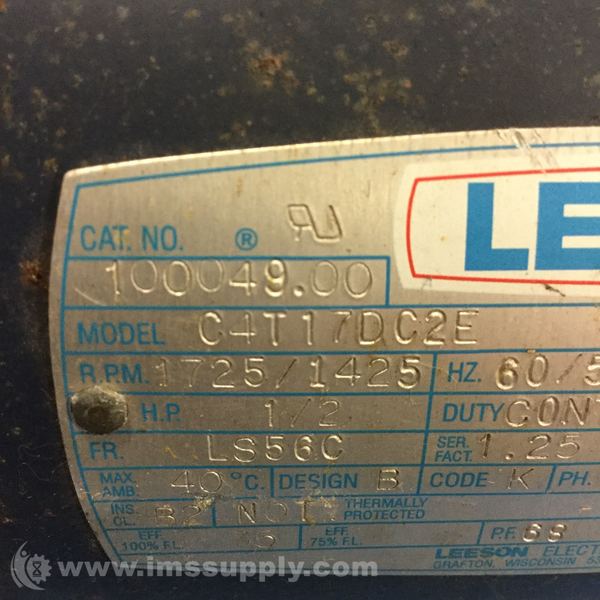 LE
CAT. NO. ®
100049.00
MODEL C4T17DC2E
R.P.M. 1725/1425 HZ. 60/5
H.P. 1/2 DUTY CONT
FR. LS56C SER. FACT. 1.25
MAX. AMB. 40 °C. DESIGN B CODE K PH.
INS. CL. B2 NOT THERMALLY PROTECTED
EFF. 100% F.L. EFF. 75% F.L. P.F. 68
LEESON ELECT
GRAFTON, WISCONSIN 53
www.imssupply.com